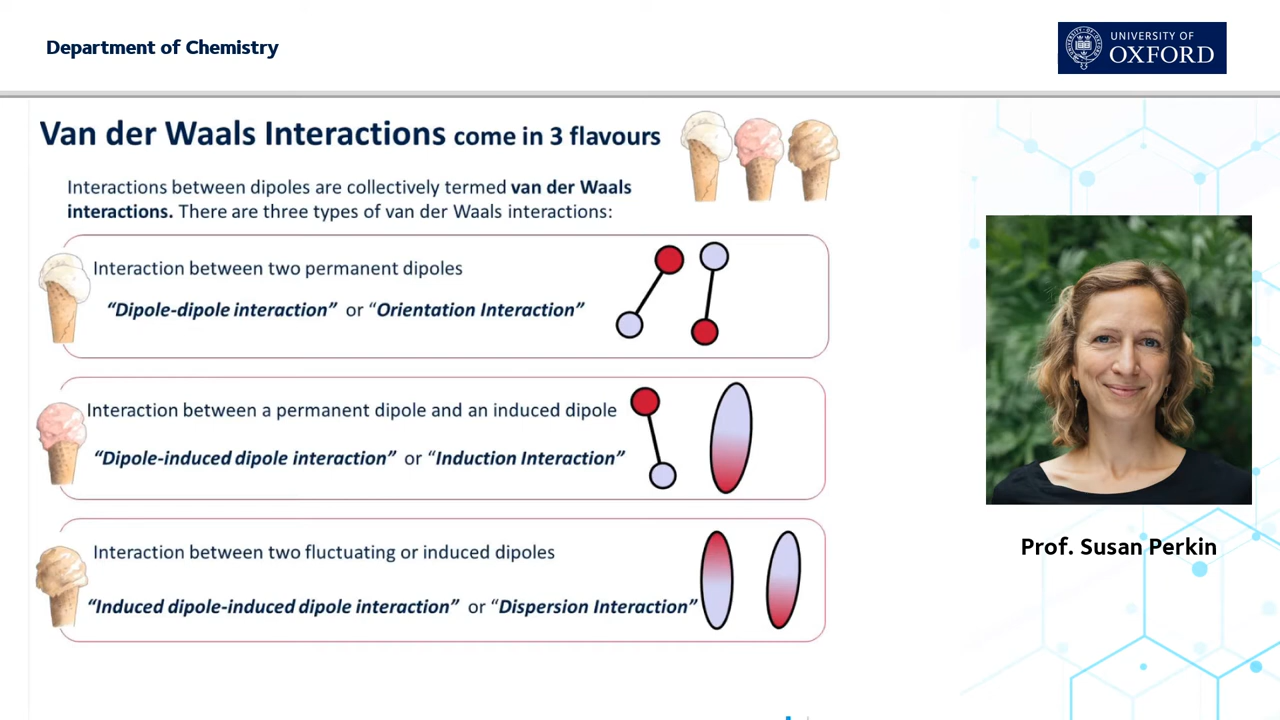 Department of Chemistry
UNIVERSITY OF
OXFORD
Van der Waals Interactions come in 3 flavours
Interactions between dipoles are collectively termed van der Waals
interactions. There are three types of van der Waals interactions:
Interaction between two permanent dipoles
“Dipole-dipole interaction” or “Orientation Interaction”
Interaction between a permanent dipole and an induced dipole
“Dipole-induced dipole interaction” or “Induction Interaction”
Interaction between two fluctuating or induced dipoles
“Induced dipole-induced dipole interaction” or “Dispersion Interaction”
Prof. Susan Perkin